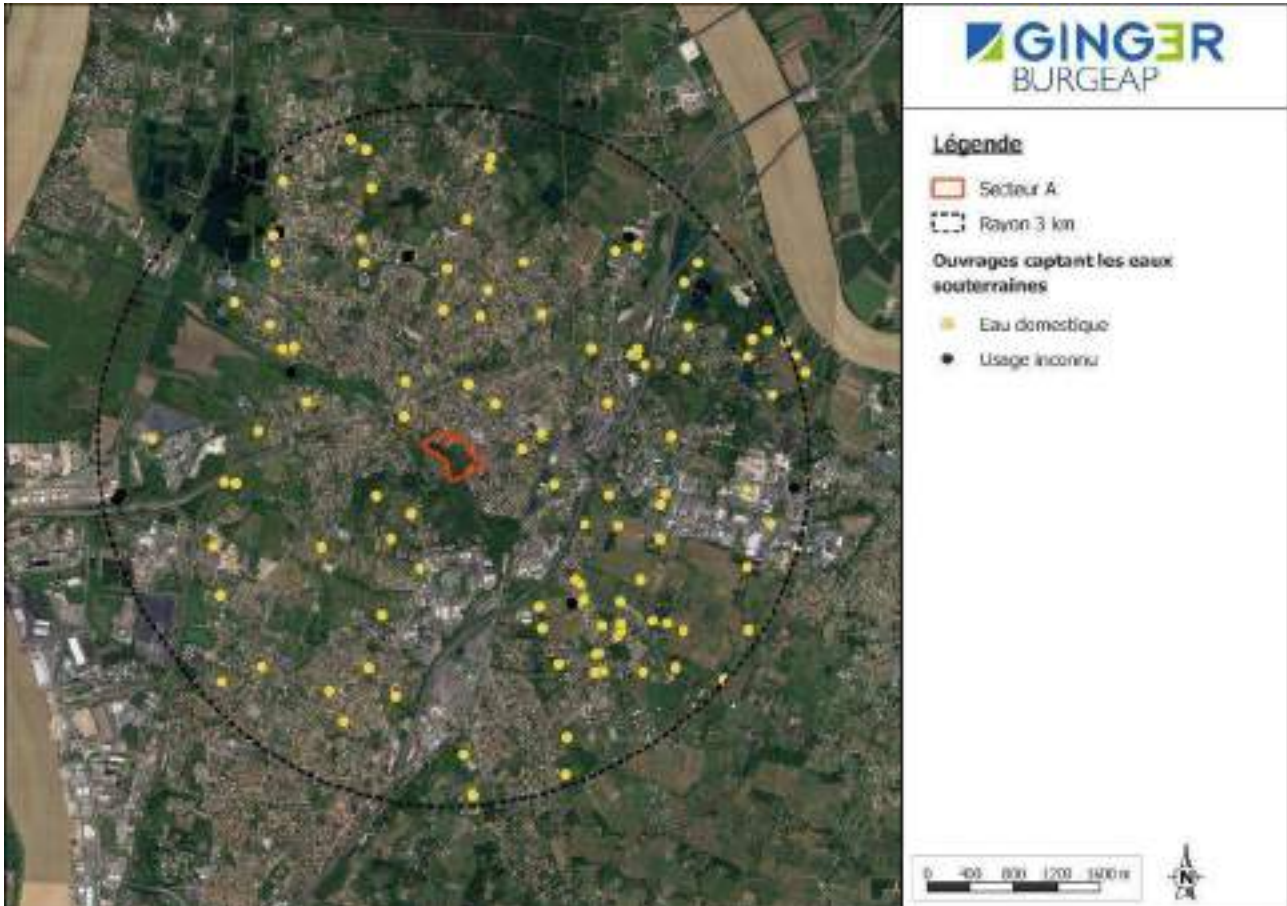 GINGER
BURGEAP
Légende
Secteur A
Rayon 3 km
Ouvrages captant les eaux
souterraines
Eau domestique
Usage inconnu
0 400 800 1200 1600 m
N